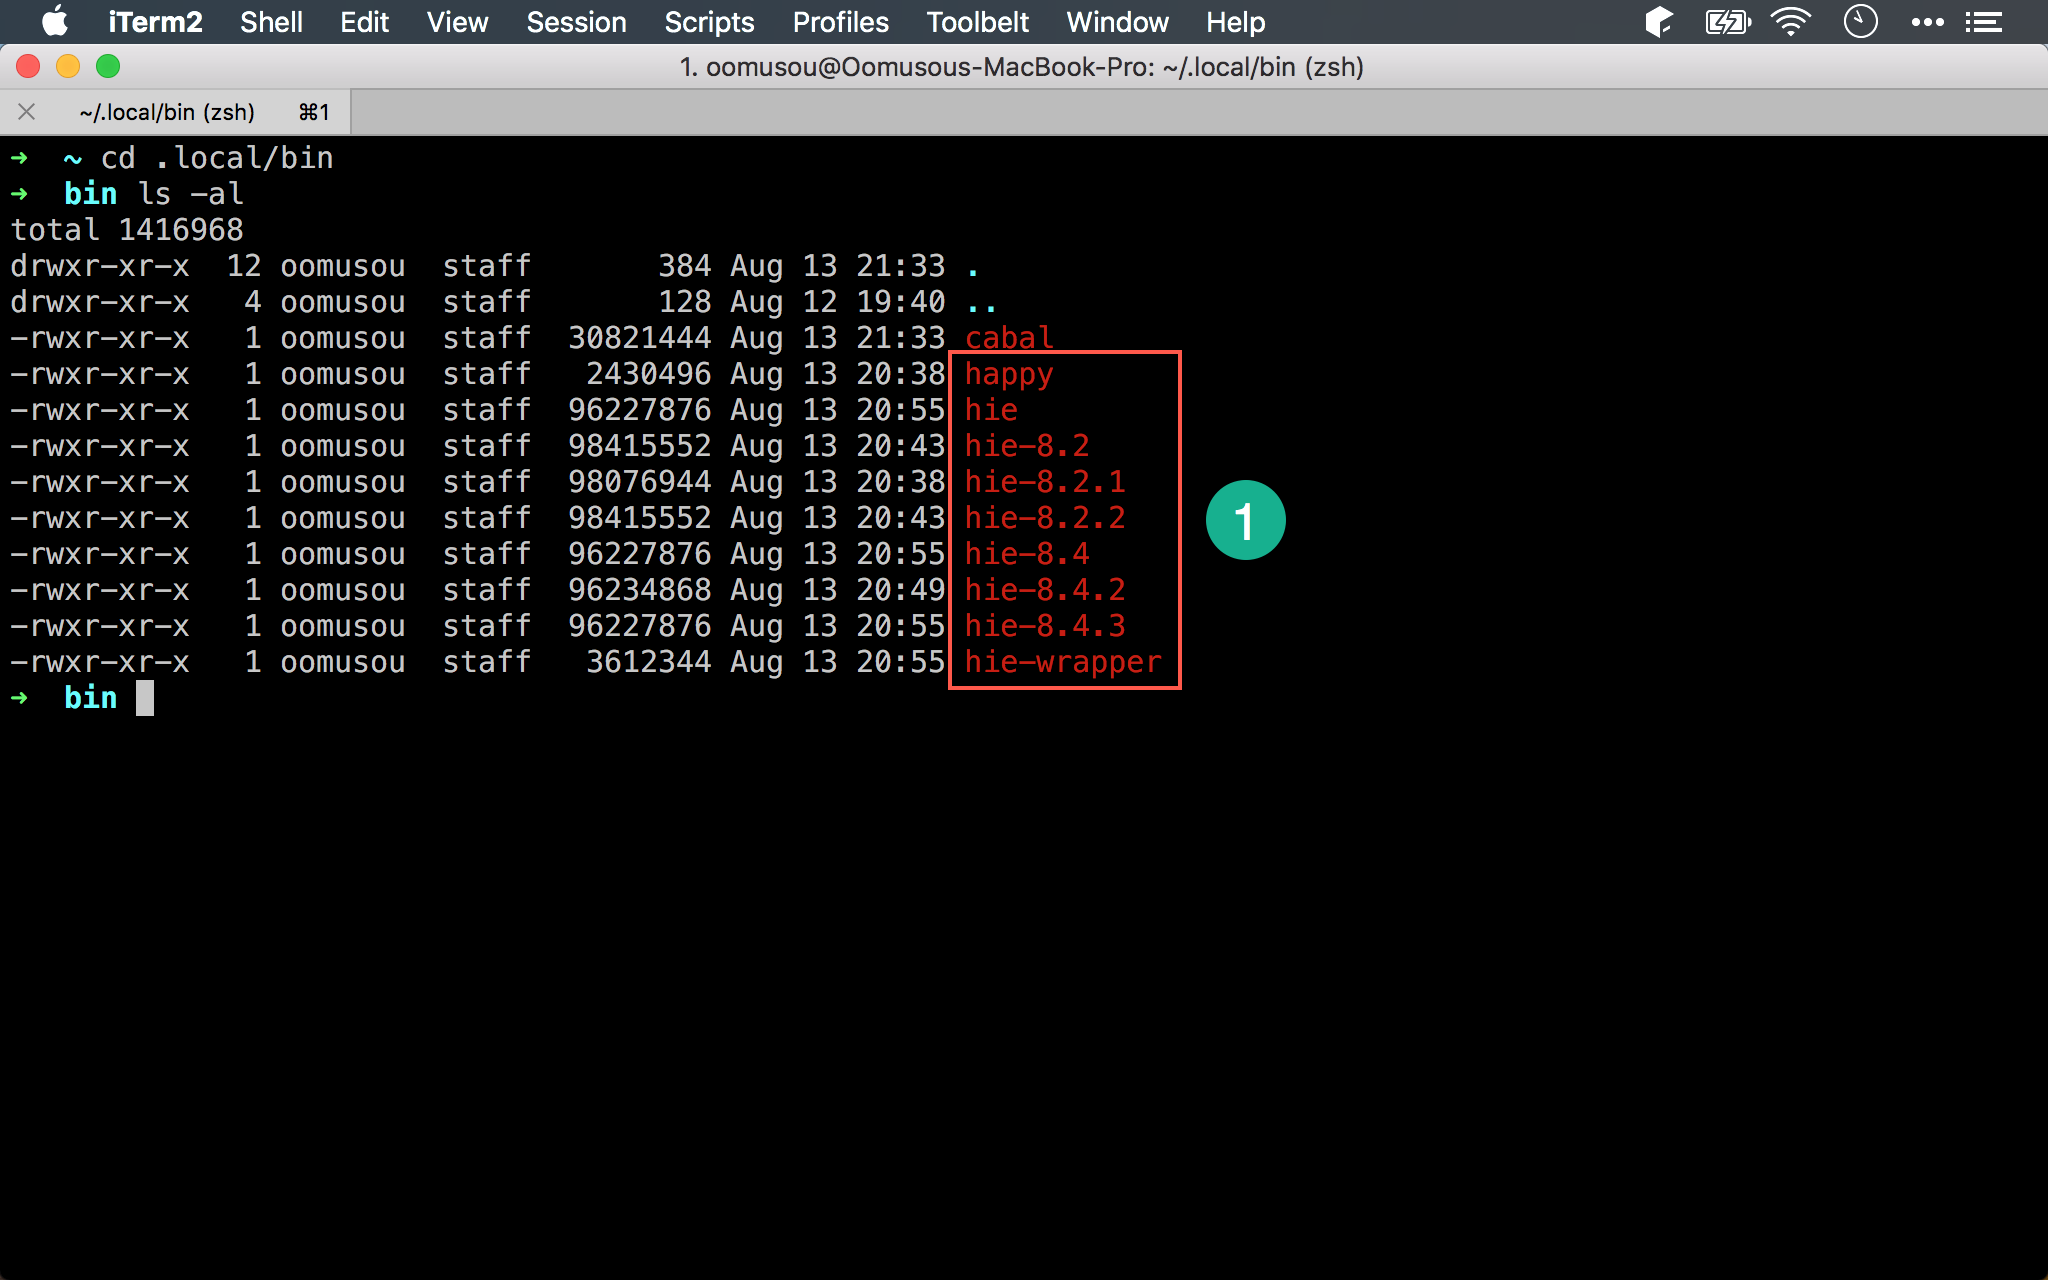 iTerm2 Shell Edit View Session Scripts Profiles Toolbelt Window Help
1. oomusou@Oomusous-MacBook-Pro: ~/.local/bin (zsh)
~/.local/bin (zsh) ⌘1
➜ ~ cd .local/bin
➜ bin ls -al
total 1416968
drwxr-xr-x 12 oomusou staff 384 Aug 13 21:33 .
drwxr-xr-x 4 oomusou staff 128 Aug 12 19:40 ..
-rwxr-xr-x 1 oomusou staff 30821444 Aug 13 21:33 cabal
-rwxr-xr-x 1 oomusou staff 2430496 Aug 13 20:38 happy
-rwxr-xr-x 1 oomusou staff 96227876 Aug 13 20:55 hie
-rwxr-xr-x 1 oomusou staff 98415552 Aug 13 20:43 hie-8.2
-rwxr-xr-x 1 oomusou staff 98076944 Aug 13 20:38 hie-8.2.1
-rwxr-xr-x 1 oomusou staff 98415552 Aug 13 20:43 hie-8.2.2
-rwxr-xr-x 1 oomusou staff 96227876 Aug 13 20:55 hie-8.4
-rwxr-xr-x 1 oomusou staff 96234868 Aug 13 20:49 hie-8.4.2
-rwxr-xr-x 1 oomusou staff 96227876 Aug 13 20:55 hie-8.4.3
-rwxr-xr-x 1 oomusou staff 3612344 Aug 13 20:55 hie-wrapper
➜ bin
1